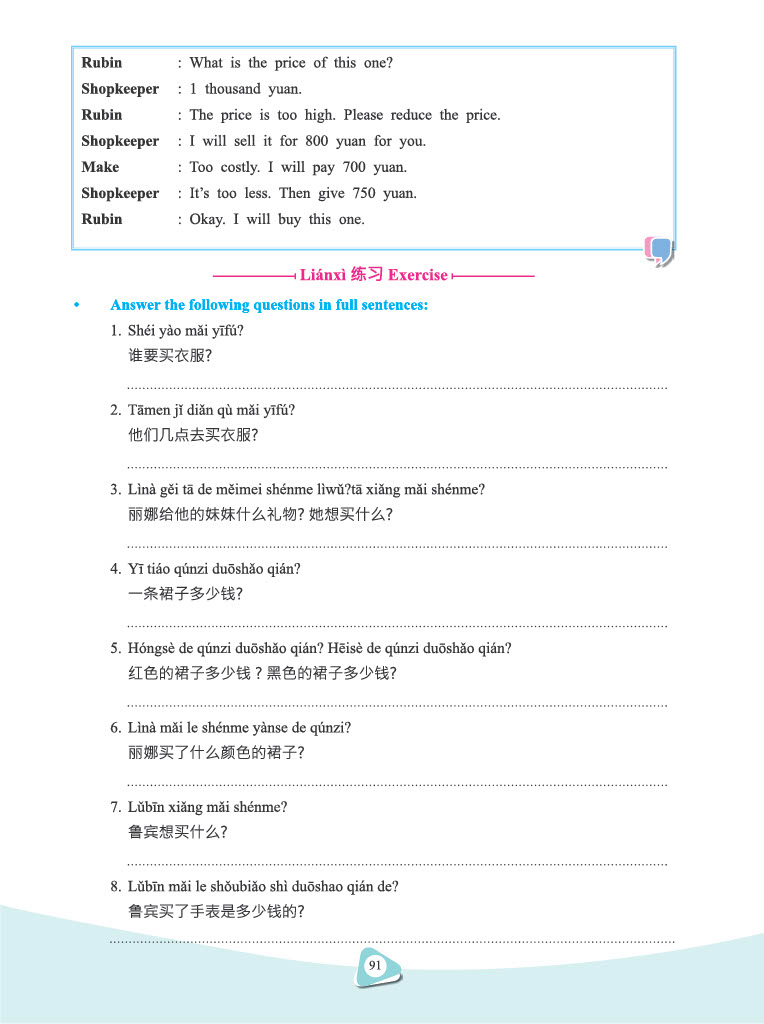 Rubin : What is the price of this one?
Shopkeeper : 1 thousand yuan.
Rubin : The price is too high. Please reduce the price.
Shopkeeper : I will sell it for 800 yuan for you.
Make : Too costly. I will pay 700 yuan.
Shopkeeper : It's too less. Then give 750 yuan.
Rubin : Okay. I will buy this one.
Liánxì 练习 Exercise
• Answer the following questions in full sentences:
1. Shéi yào mǎi yīfú?
谁要买衣服?
2. Tāmen jǐ diǎn qù mǎi yīfú?
他们几点去买衣服?
3. Lìnà gěi tā de měimei shénme lìwǔ?tā xiǎng mǎi shénme?
丽娜给他的妹妹什么礼物? 她想买什么?
4. Yī tiáo qúnzi duōshǎo qián?
一条裙子多少钱?
5. Hóngsè de qúnzi duōshǎo qián? Hēisè de qúnzi duōshǎo qián?
红色的裙子多少钱 ? 黑色的裙子多少钱?
6. Lìnà mǎi le shénme yànse de qúnzi?
丽娜买了什么颜色的裙子?
7. Lǔbīn xiǎng mǎi shénme?
鲁宾想买什么?
8. Lǔbīn mǎi le shǒubiǎo shì duōshao qián de?
鲁宾买了手表是多少钱的?
91